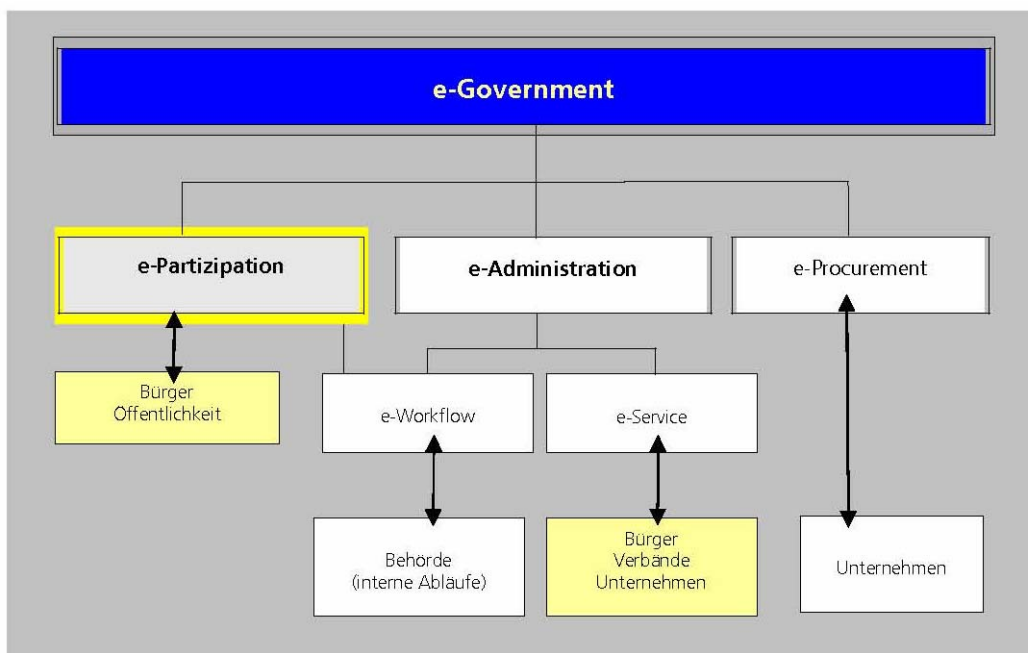 e-Government
e-Partizipation
e-Administration
e-Procurement
Bürger
Öffentlichkeit
e-Workflow
e-Service
Behörde
(interne Abläufe)
Bürger
Verbände
Unternehmen
Unternehmen